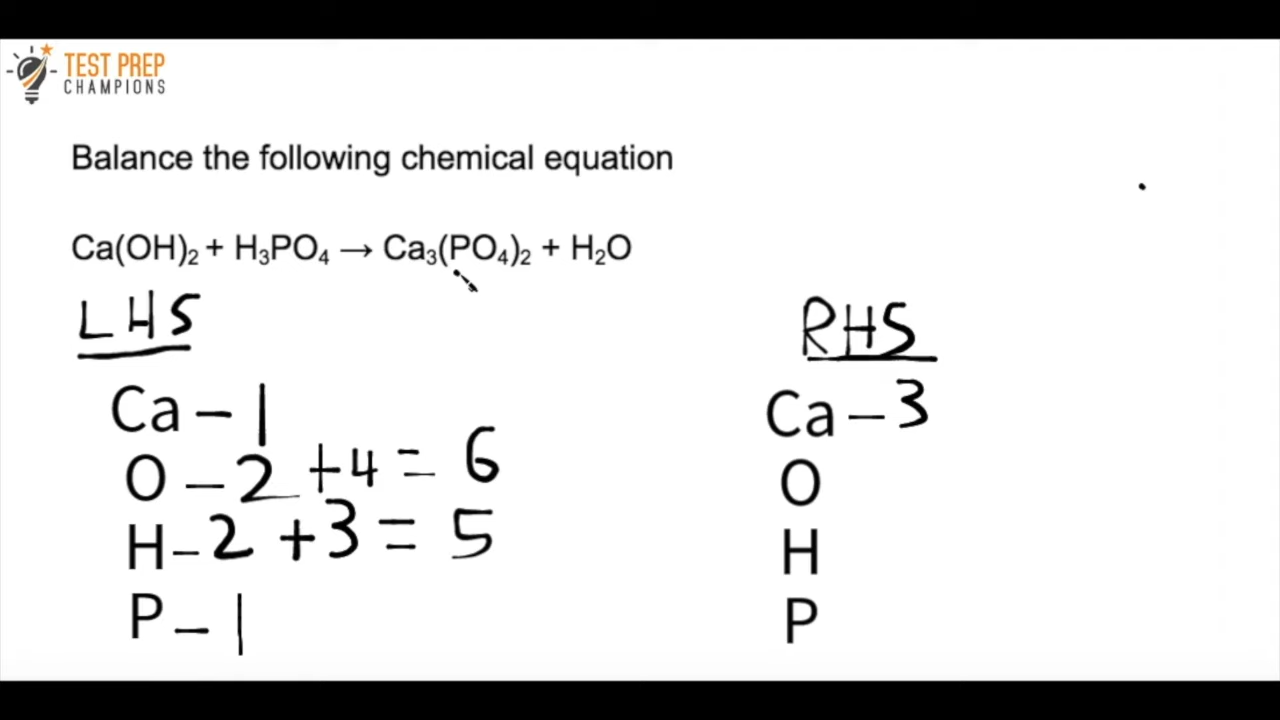 TEST PREP
CHAMPIONS
Balance the following chemical equation
Ca(OH)₂ + H₃PO₄ → Ca₃(PO₄)₂ + H₂O
LHS
RHS
Ca - 1
Ca - 3
O - 2 + 4 = 6
O
H - 2 + 3 = 5
H
P - 1
P